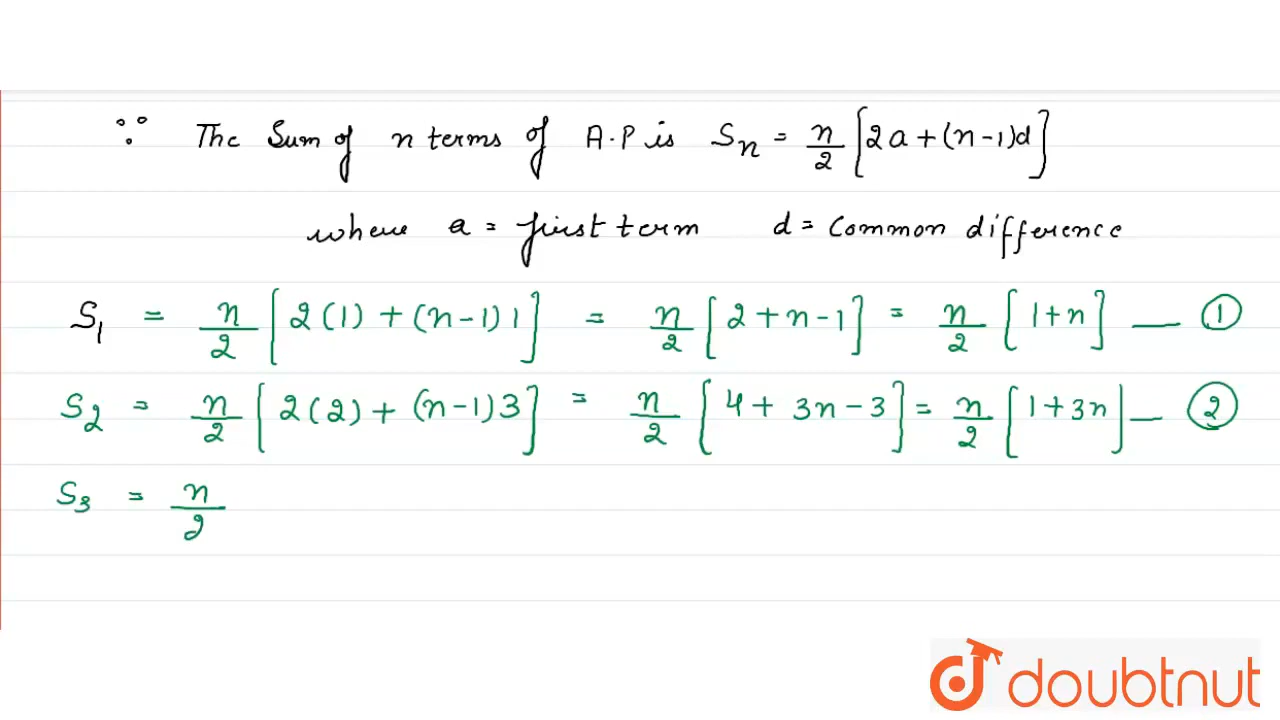 ∵ The Sum of n terms of A.P is Sn = n/2 [2a + (n-1)d]
where a = first term d = common difference
S1 = n/2 [2(1) + (n-1)1] = n/2 [2 + n - 1] = n/2 [1+n] — ①
S2 = n/2 [2(2) + (n-1)3] = n/2 [4 + 3n - 3] = n/2 [1+3n] — ②
S3 = n/2
doubtnut